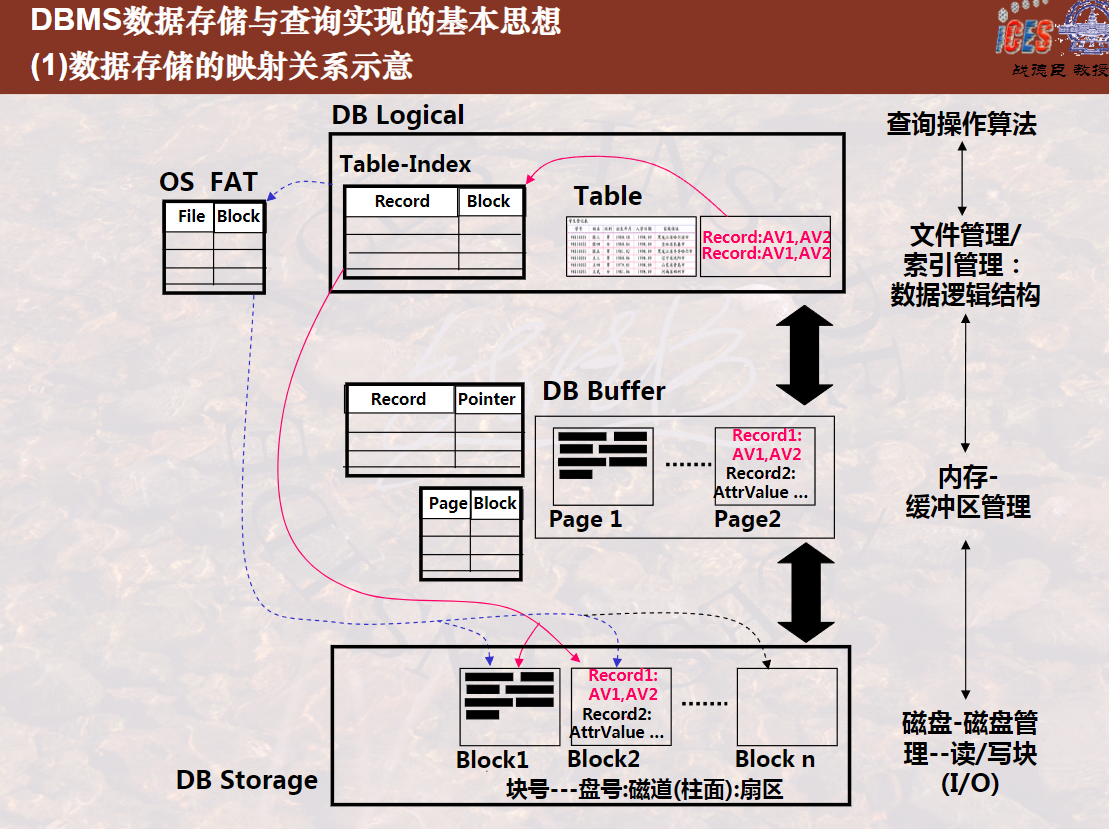 DBMS数据存储与查询实现的基本思想
(1)数据存储的映射关系示意
iCES
战德臣 教授
DB Logical
查询操作算法
Table-Index
OS FAT
Table
File Block
Record Block
Record:AV1,AV2
Record:AV1,AV2
文件管理/
索引管理：
数据逻辑结构
DB Buffer
Record Pointer
Record1:
AV1,AV2
Record2:
AttrValue ...
Page 1
Page2
Page Block
内存-
缓冲区管理
Record1:
AV1,AV2
Record2:
AttrValue ...
Block1
Block2
Block n
DB Storage
块号---盘号:磁道(柱面):扇区
磁盘-磁盘管
理--读/写块
(I/O)